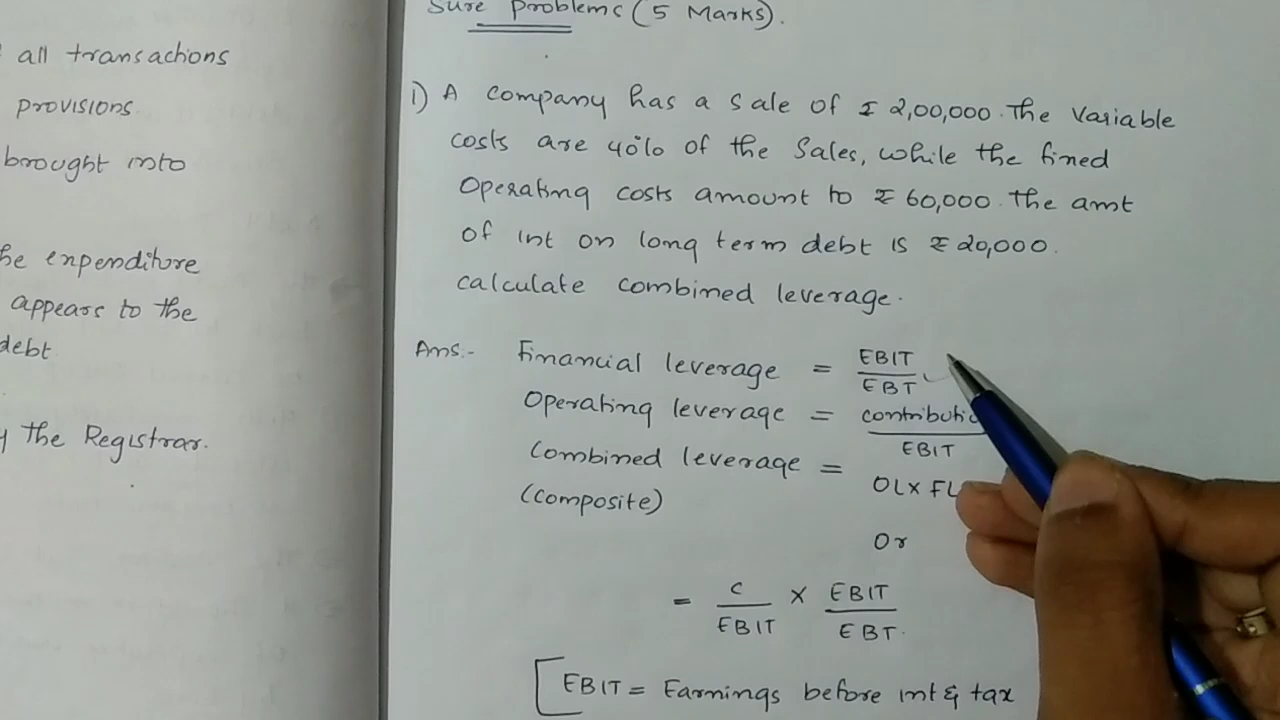 all transactions
provisions
brought into
he expenditure
appears to the
debt
the Registrar.
Sure problems (5 Marks).
1) A company has a sale of ₹ 2,00,000. The variable
costs are 40% of the sales, while the fixed
operating costs amount to ₹ 60,000. The amt
of int on long term debt is ₹ 20,000.
calculate combined leverage.
Ans:- Financial leverage = EBIT
EBT
Operating leverage = contributio
EBIT
Combined leverage = OL x FL
(composite)
Or
= C × EBIT
EBIT EBT.
[EBIT = Earnings before int & tax